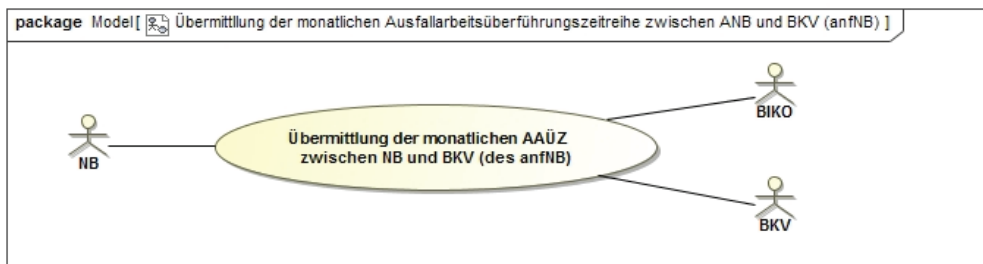 package Model[ Übermittllung der monatlichen Ausfallarbeitsüberführungszeitreihe zwischen ANB und BKV (anfNB) ]
BIKO
Übermittlung der monatlichen AAÜZ
zwischen NB und BKV (des anfNB)
NB
BKV